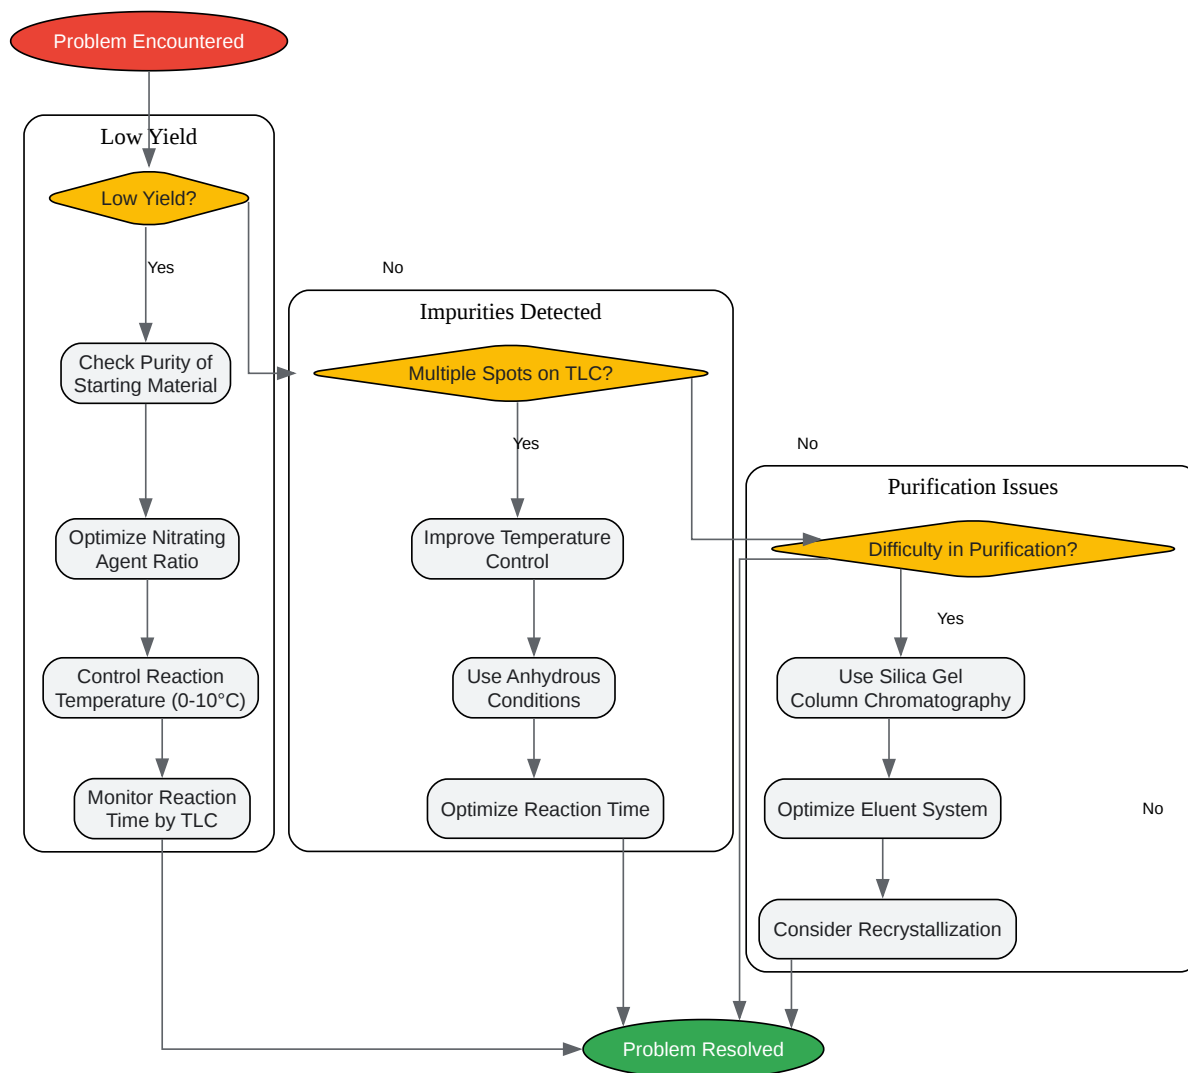 Problem Encountered
Low Yield
Low Yield?
Yes
No
Check Purity of
Starting Material
Optimize Nitrating
Agent Ratio
Control Reaction
Temperature (0-10°C)
Monitor Reaction
Time by TLC
Impurities Detected
Multiple Spots on TLC?
Yes
No
Improve Temperature
Control
Use Anhydrous
Conditions
Optimize Reaction Time
Purification Issues
Difficulty in Purification?
Yes
Use Silica Gel
Column Chromatography
Optimize Eluent System
No
Consider Recrystallization
Problem Resolved